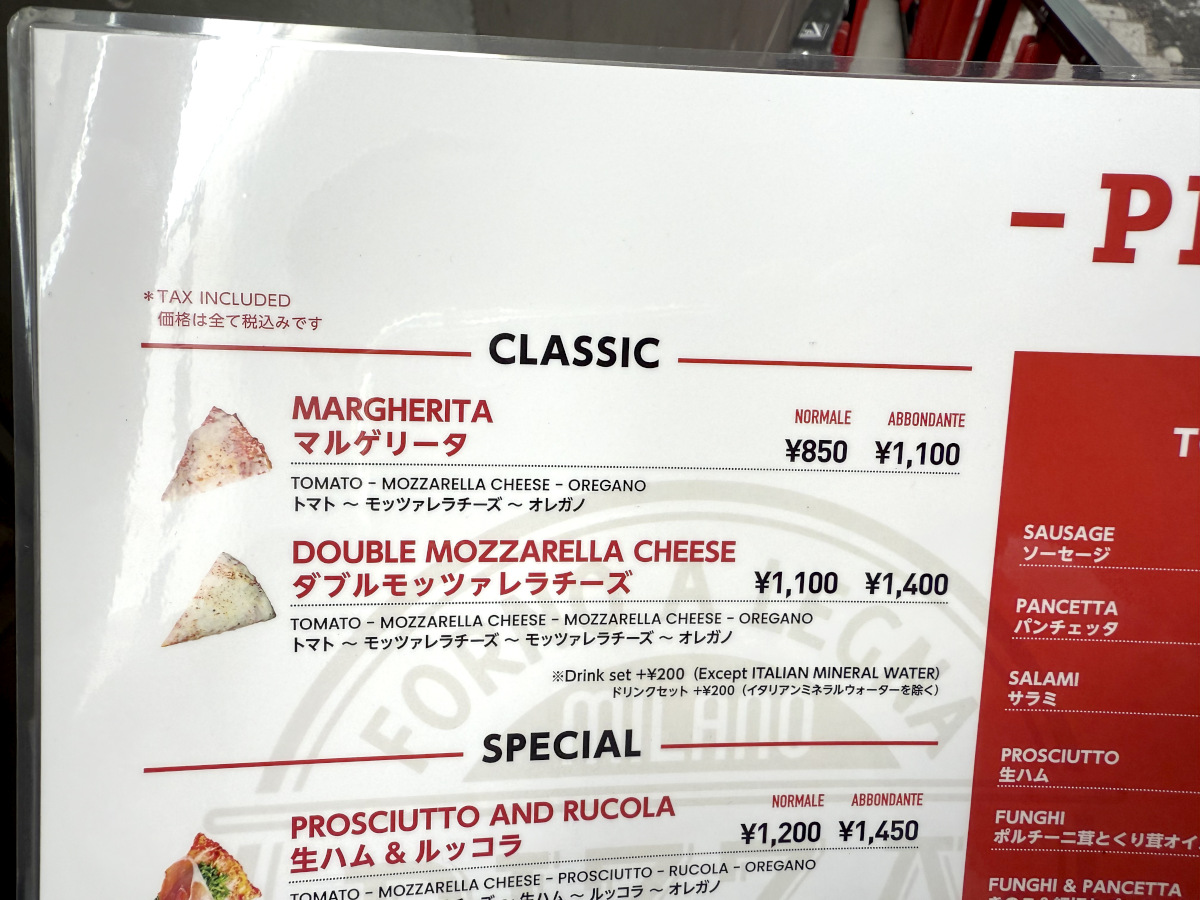 - P
*TAX INCLUDED
価格は全て税込みです
CLASSIC
MARGHERITA
マルゲリータ
NORMALE ABBONDANTE
¥850 ¥1,100
TOMATO - MOZZARELLA CHEESE - OREGANO
トマト 〜 モッツァレラチーズ 〜 オレガノ
DOUBLE MOZZARELLA CHEESE
ダブルモッツァレラチーズ
¥1,100 ¥1,400
TOMATO - MOZZARELLA CHEESE - MOZZARELLA CHEESE - OREGANO
トマト 〜 モッツァレラチーズ 〜 モッツァレラチーズ 〜 オレガノ
※Drink set +¥200 (Except ITALIAN MINERAL WATER)
ドリンクセット +¥200(イタリアンミネラルウォーターを除く)
FORNO A LEGNA
MILANO
SPECIAL
PROSCIUTTO AND RUCOLA
生ハム & ルッコラ
NORMALE ABBONDANTE
¥1,200 ¥1,450
TOMATO - MOZZARELLA CHEESE - PROSCIUTTO - RUCOLA - OREGANO
生ハム 〜 ルッコラ 〜 オレガノ
T
SAUSAGE
ソーセージ
PANCETTA
パンチェッタ
SALAMI
サラミ
PROSCIUTTO
生ハム
FUNGHI
ポルチーニ茸とくり茸オイ
FUNGHI & PANCETTA